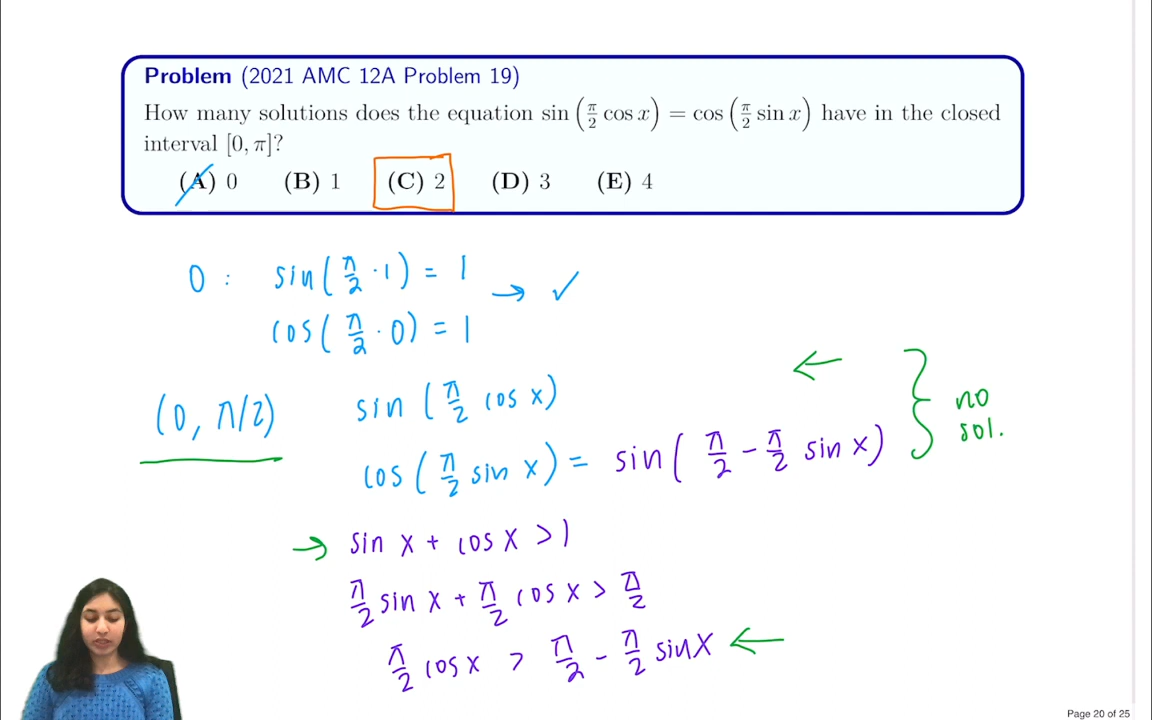 Problem (2021 AMC 12A Problem 19)
How many solutions does the equation sin (π/2 cos x) = cos (π/2 sin x) have in the closed
interval [0, π]?
(A) 0 (B) 1 (C) 2 (D) 3 (E) 4
0 : sin(π/2 · 1) = 1
→ ✓
cos(π/2 · 0) = 1
←
(0, π/2) sin (π/2 cos x)
} no sol.
cos (π/2 sin x) = sin( π/2 - π/2 sin x)
→ sin x + cos x > 1
π/2 sin x + π/2 cos x > π/2
π/2 cos x > π/2 - π/2 sin x ←
Page 20 of 25